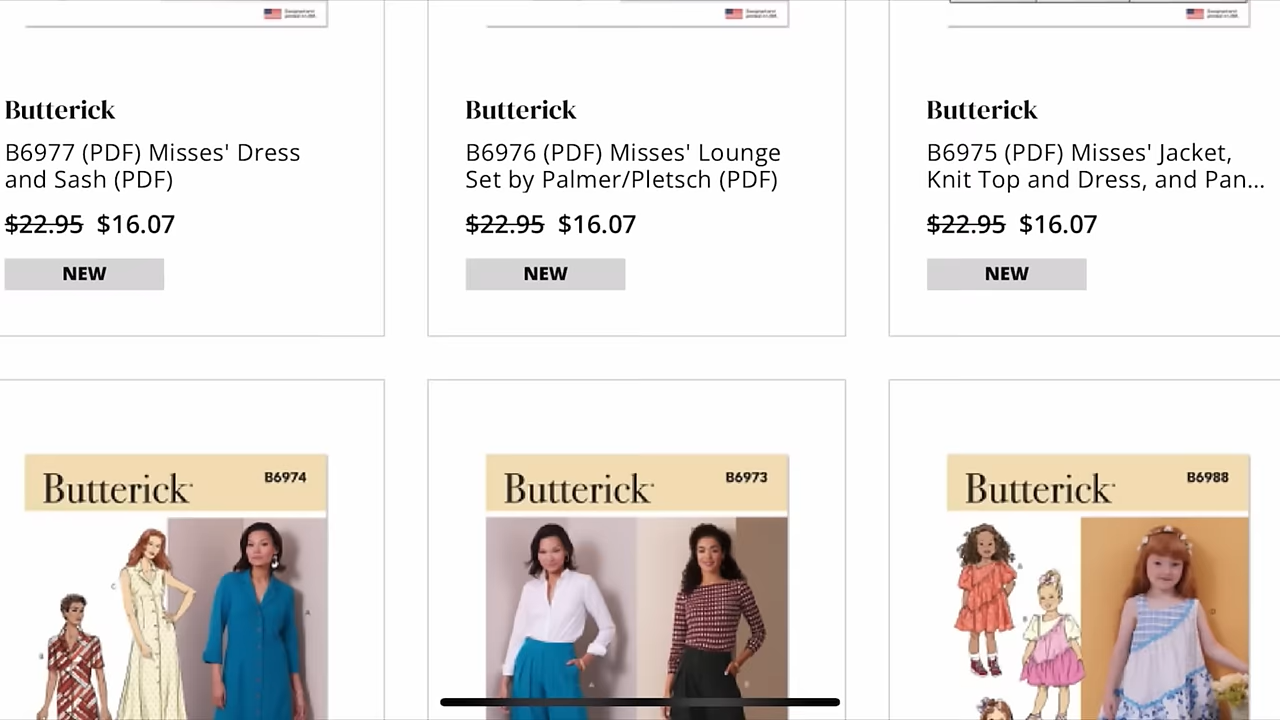 Butterick
B6977 (PDF) Misses' Dress
and Sash (PDF)
$22.95 $16.07
NEW
Butterick
B6976 (PDF) Misses' Lounge
Set by Palmer/Pletsch (PDF)
$22.95 $16.07
NEW
Butterick
B6975 (PDF) Misses' Jacket,
Knit Top and Dress, and Pan...
$22.95 $16.07
NEW
Butterick B6974
Butterick B6973
Butterick B6988